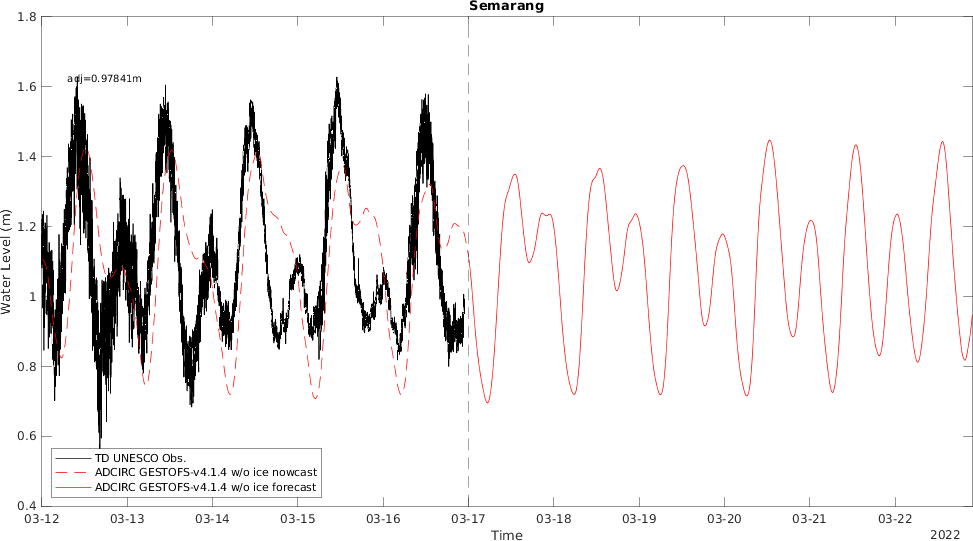 Semarang
1.8
1.6
1.4
1.2
1
0.8
0.6
0.4
Water Level (m)
adj=0.97841m
TD UNESCO Obs.
ADCIRC GESTOFS-v4.1.4 w/o ice nowcast
ADCIRC GESTOFS-v4.1.4 w/o ice forecast
03-12 03-13 03-14 03-15 03-16 03-17 03-18 03-19 03-20 03-21 03-22
Time
2022